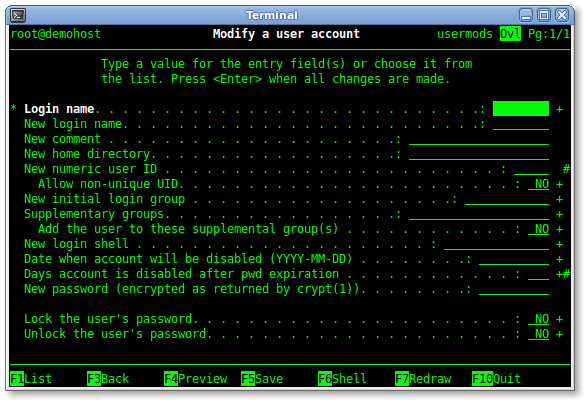 Terminal
root@demohost Modify a user account usermods Ovl Pg:1/1
Type a value for the entry field(s) or choose it from
the list. Press <Enter> when all changes are made.
* Login name. . . . . . . . . . . . . . . . . . . . . . . . . . . .: +
New login name. . . . . . . . . . . . . . . . . . . . . . . . . .:
New comment . . . . . . . . . . . . . . . . . . . . .:
New home directory. . . . . . . . . . . . . . . . . .:
New numeric user ID . . . . . . . . . . . . . . . . . . . . . . . . .: #
Allow non-unique UID. . . . . . . . . . . . . . . . . . . . . . . . : NO +
New initial login group . . . . . . . . . . . . . . . . . . .: +
Supplementary groups. . . . . . . . . . . . . . . . .: +
Add the user to these supplemental group(s) . . . . . . . . . . . . : NO +
New login shell . . . . . . . . . . . . . . . . . . . . . .: +
Date when account will be disabled (YYYY-MM-DD) . . . . . . . .: +
Days account is disabled after pwd expiration . . . . . . . . . . . . : +#
New password (encrypted as returned by crypt(1)). . . . . . . . :
Lock the user's password. . . . . . . . . . . . . . . . . . . . . . . : NO +
Unlock the user's password. . . . . . . . . . . . . . . . . . . . . . : NO +
F1List F3Back F4Preview F5Save F6Shell F7Redraw F10Quit